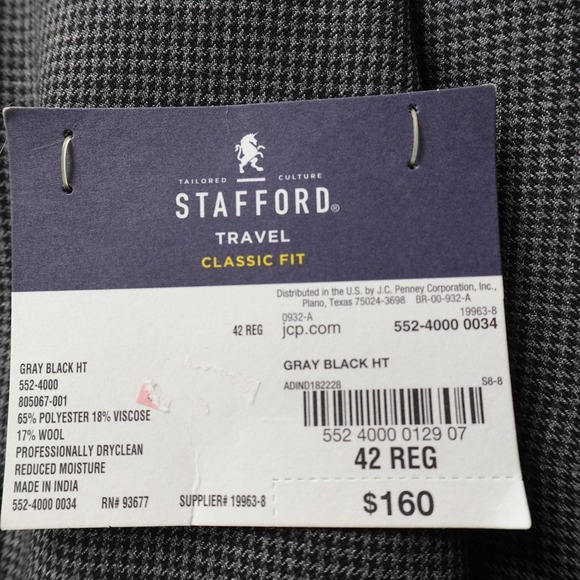 TAILORED CULTURE
STAFFORD®
TRAVEL
CLASSIC FIT
Distributed in the U.S. by J.C. Penney Corporation, Inc.,
Plano, Texas 75024-3698 BR-00-932-A
0932-A 19963-8
42 REG jcp.com 552-4000 0034
GRAY BLACK HT
552-4000
805067-001
65% POLYESTER 18% VISCOSE
17% WOOL
PROFESSIONALLY DRYCLEAN
REDUCED MOISTURE
MADE IN INDIA
552-4000 0034 RN# 93677 SUPPLIER# 19963-8
GRAY BLACK HT
ADIND182228 S8-8
552 4000 0129 07
42 REG
$160